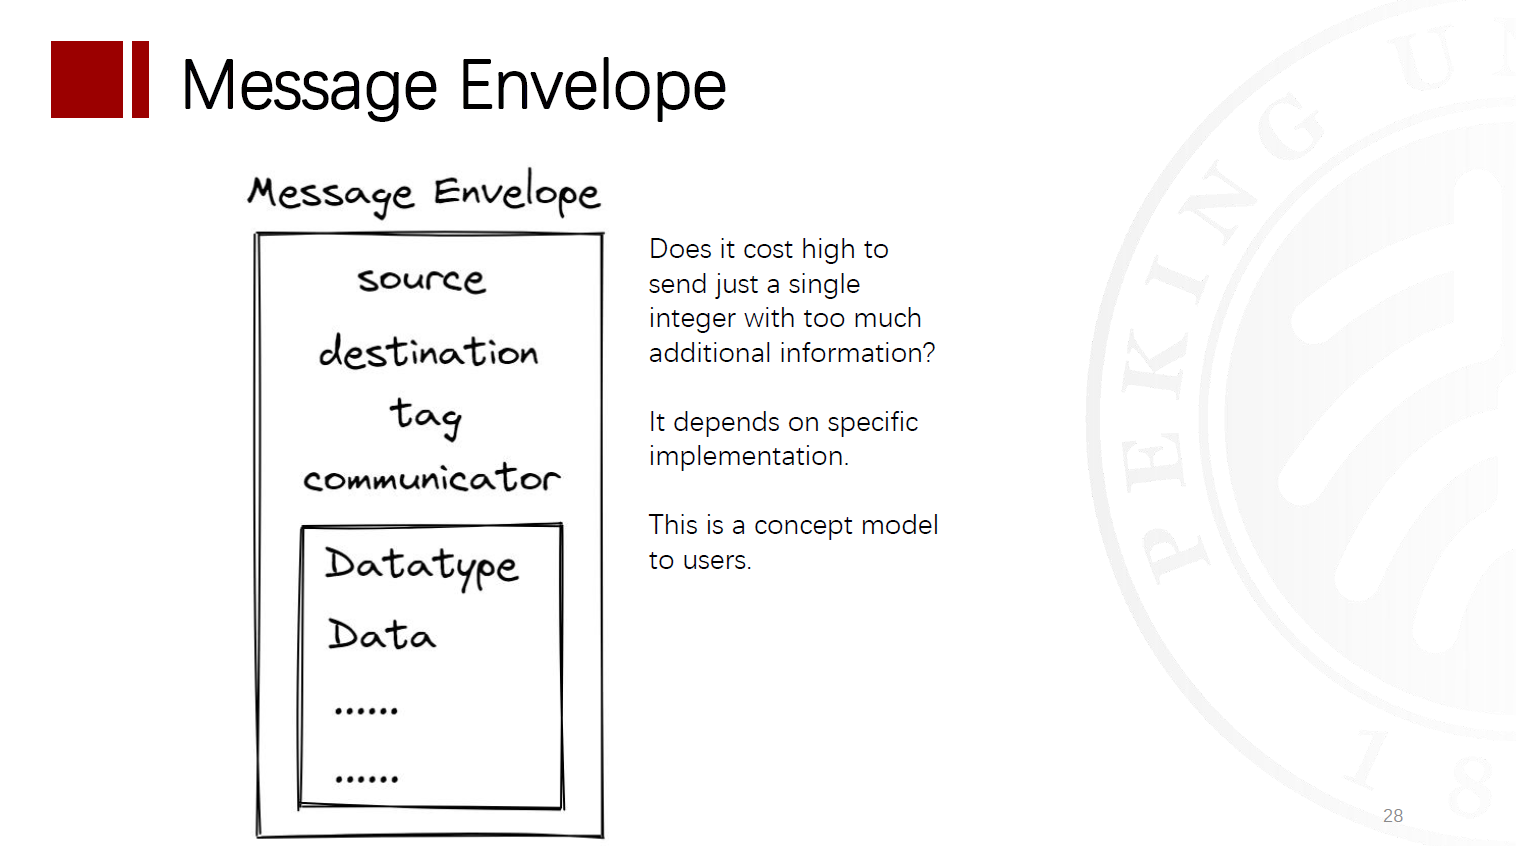 Message Envelope
Message Envelope
source
destination
tag
communicator
Datatype
Data
......
......
Does it cost high to
send just a single
integer with too much
additional information?
It depends on specific
implementation.
This is a concept model
to users.
PEKING UN
18
28